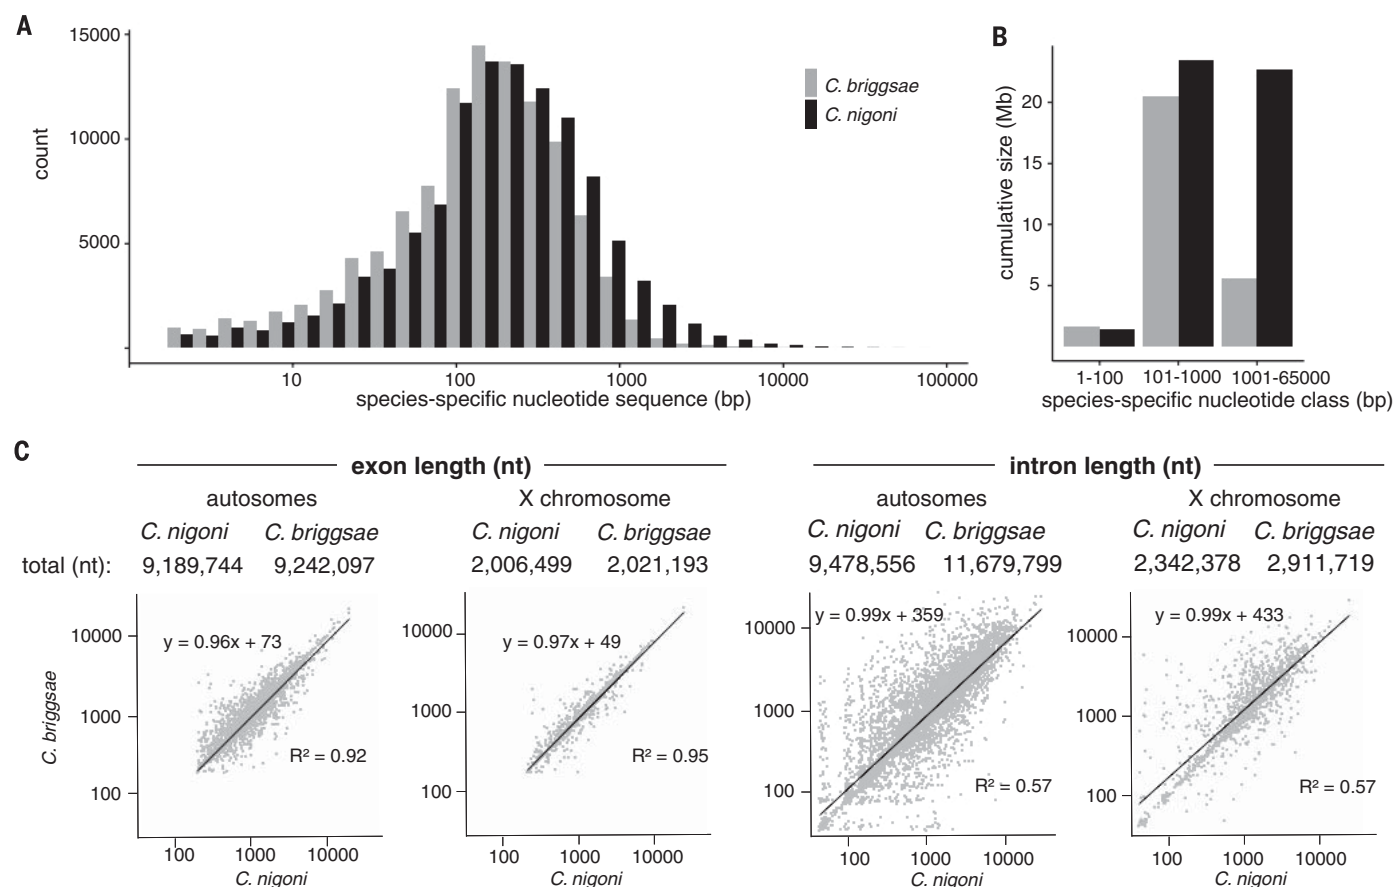 A
15000
10000
5000
count
10
100
1000
10000
100000
species-specific nucleotide sequence (bp)
C. briggsae
C. nigoni
B
20
15
10
5
cumulative size (Mb)
1-100
101-1000
1001-65000
species-specific nucleotide class (bp)
C
exon length (nt)
intron length (nt)
autosomes
X chromosome
autosomes
X chromosome
C. nigoni
C. briggsae
C. nigoni
C. briggsae
C. nigoni
C. briggsae
C. nigoni
C. briggsae
total (nt):
9,189,744
9,242,097
2,006,499
2,021,193
9,478,556
11,679,799
2,342,378
2,911,719
C. briggsae
10000
1000
100
y = 0.96x + 73
R² = 0.92
100
1000
10000
C. nigoni
10000
1000
100
y = 0.97x + 49
R² = 0.95
100
1000
10000
C. nigoni
10000
1000
100
y = 0.99x + 359
R² = 0.57
100
1000
10000
C. nigoni
10000
1000
100
y = 0.99x + 433
R² = 0.57
100
1000
10000
C. nigoni